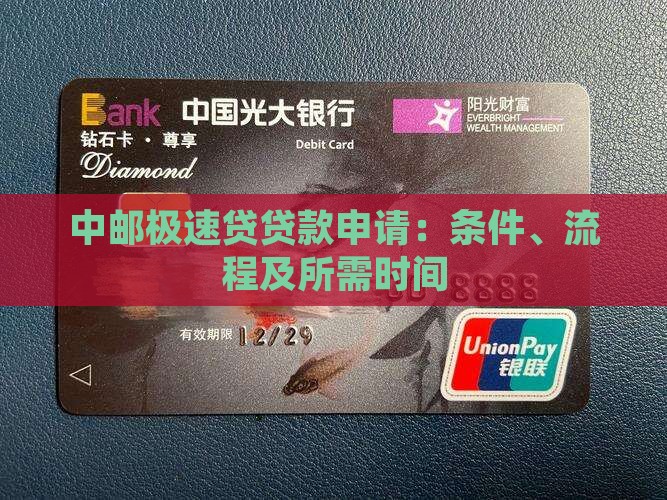 Bank 中国光大银行
阳光财富
EVERBRIGHT
WEALTH MANAGEMENT
钻石卡·尊享
Debit Card
Diamond
中邮极速贷贷款申请：条件、流
程及所需时间
8888
有效期限 12/29
UnionPay
银联